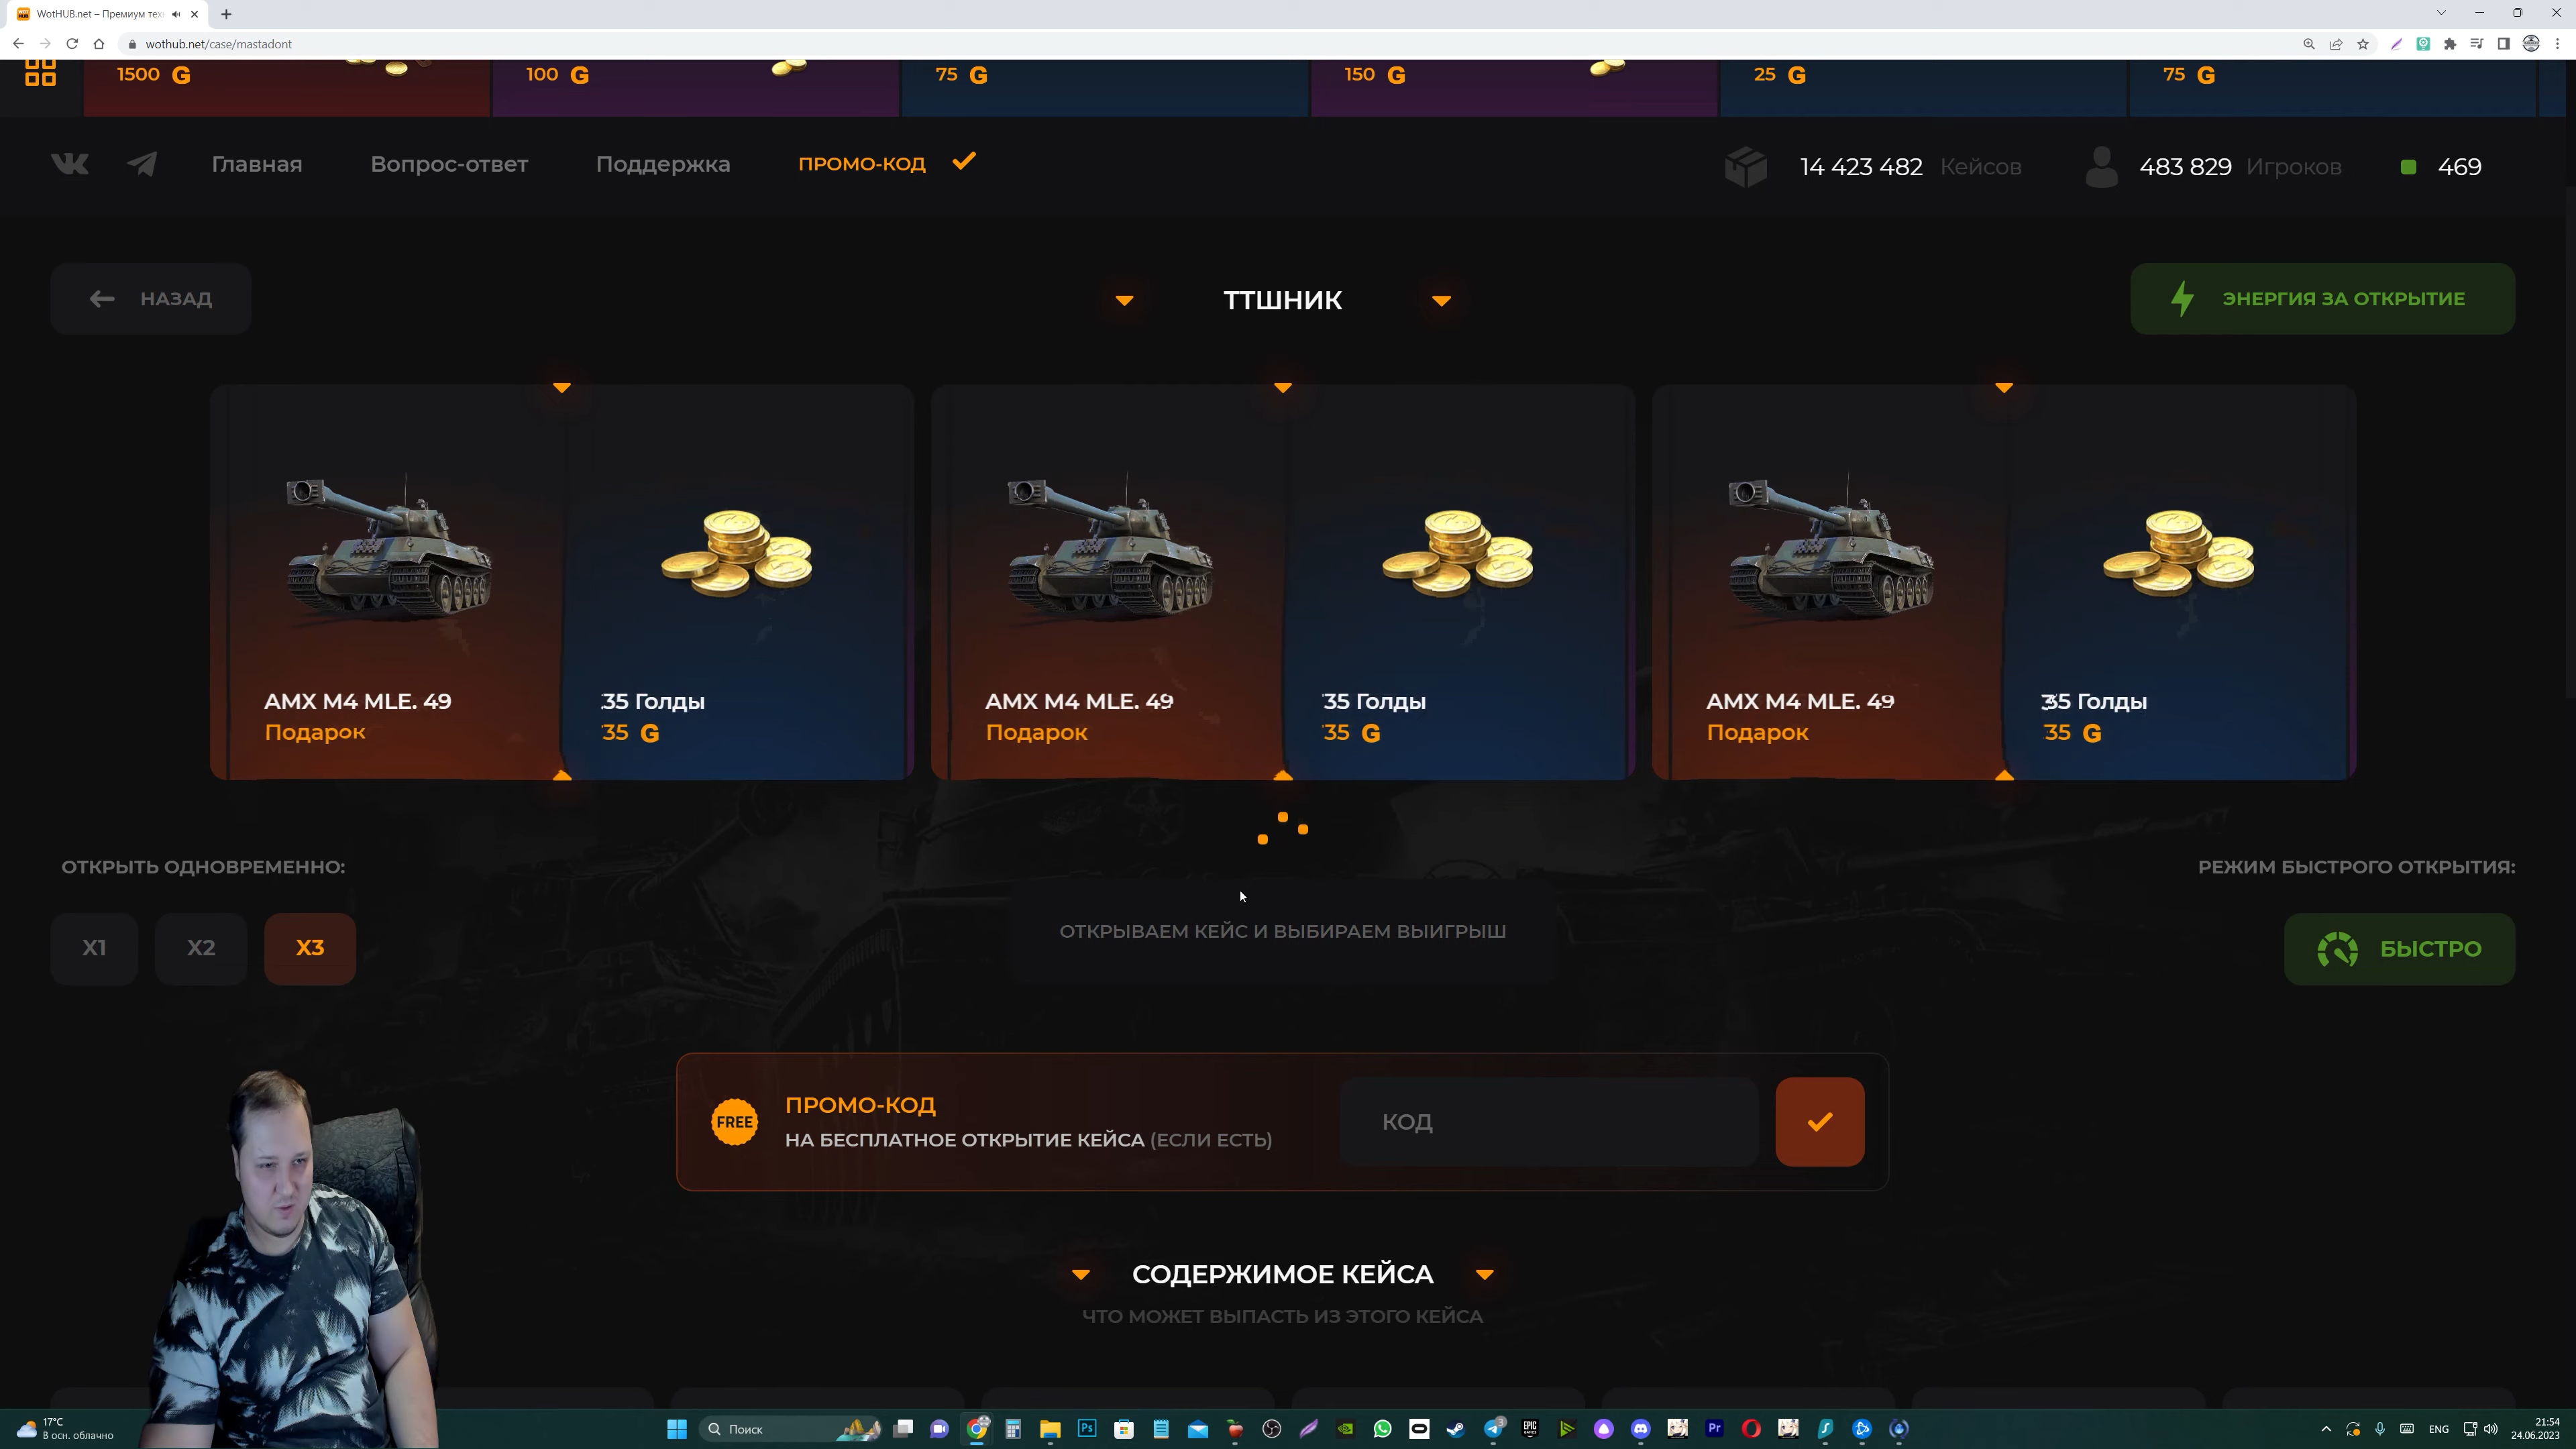 WotHUB.net – Премиум тех
wothub.net/case/mastadont
1500 G
100 G
75 G
150 G
25 G
75 G
Главная
Вопрос-ответ
Поддержка
ПРОМО-КОД
14 423 482 Кейсов
483 829 Игроков
469
НАЗАД
ТТШНИК
ЭНЕРГИЯ ЗА ОТКРЫТИЕ
AMX M4 MLE. 49
Подарок
35 Голды
35 G
AMX M4 MLE. 49
Подарок
35 Голды
35 G
AMX M4 MLE. 49
Подарок
35 Голды
35 G
ОТКРЫТЬ ОДНОВРЕМЕННО:
X1
X2
X3
ОТКРЫВАЕМ КЕЙС И ВЫБИРАЕМ ВЫИГРЫШ
РЕЖИМ БЫСТРОГО ОТКРЫТИЯ:
БЫСТРО
FREE
ПРОМО-КОД
НА БЕСПЛАТНОЕ ОТКРЫТИЕ КЕЙСА (ЕСЛИ ЕСТЬ)
КОД
СОДЕРЖИМОЕ КЕЙСА
ЧТО МОЖЕТ ВЫПАСТЬ ИЗ ЭТОГО КЕЙСА
17°C
В осн. облачно
Поиск
Ps
3
EPIC
Pr
ENG
21:54
24.06.2023